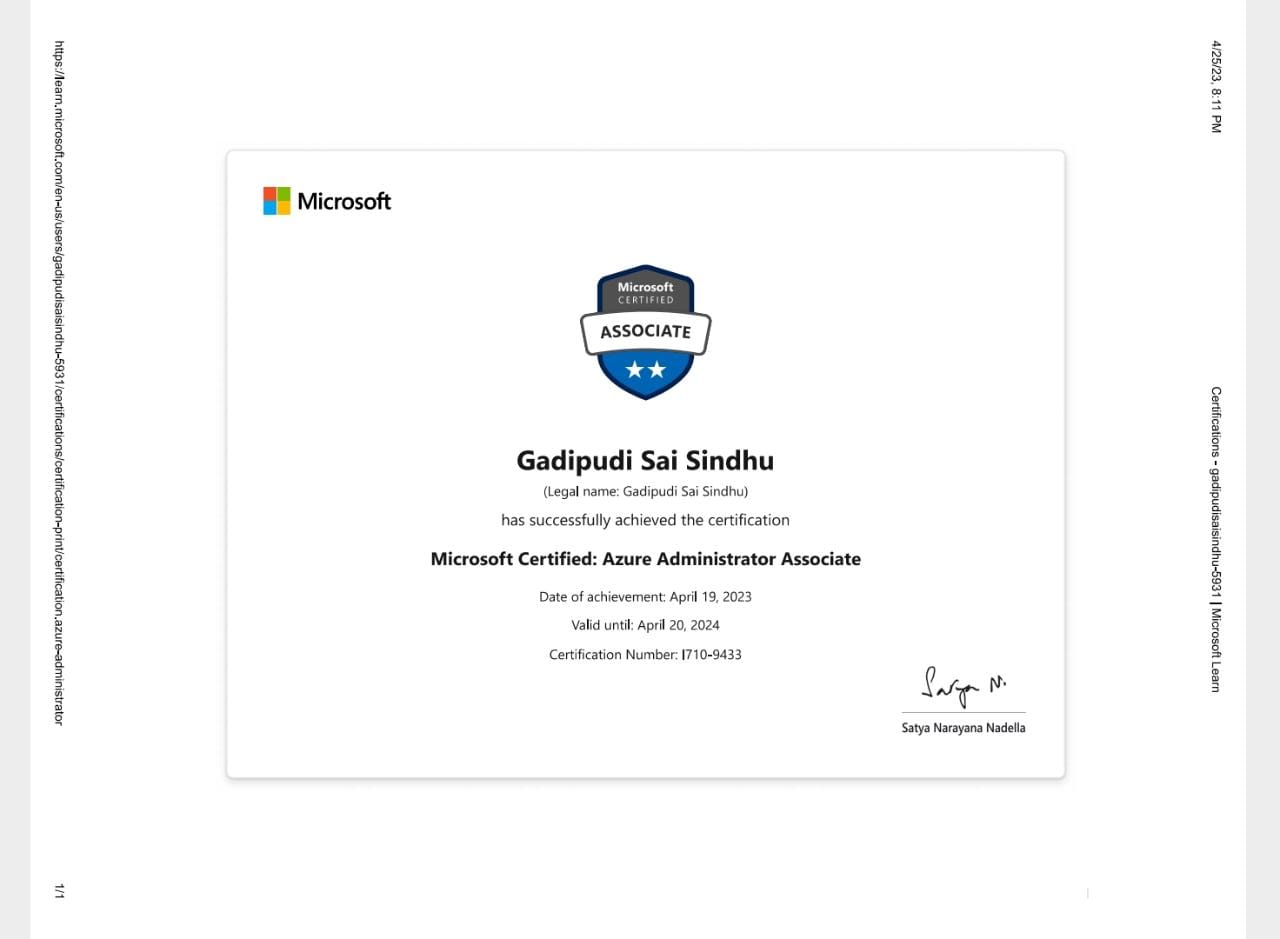 4/25/23, 8:11 PM
Certifications - gadipudisaisindhu-5931 | Microsoft Learn
Microsoft
Microsoft
CERTIFIED
ASSOCIATE
Gadipudi Sai Sindhu
(Legal name: Gadipudi Sai Sindhu)
has successfully achieved the certification
Microsoft Certified: Azure Administrator Associate
Date of achievement: April 19, 2023
Valid until: April 20, 2024
Certification Number: I710-9433
Satya N.
Satya Narayana Nadella
https://learn.microsoft.com/en-us/users/gadipudisaisindhu-5931/certifications/certification-print/certification.azure-administrator
1/1